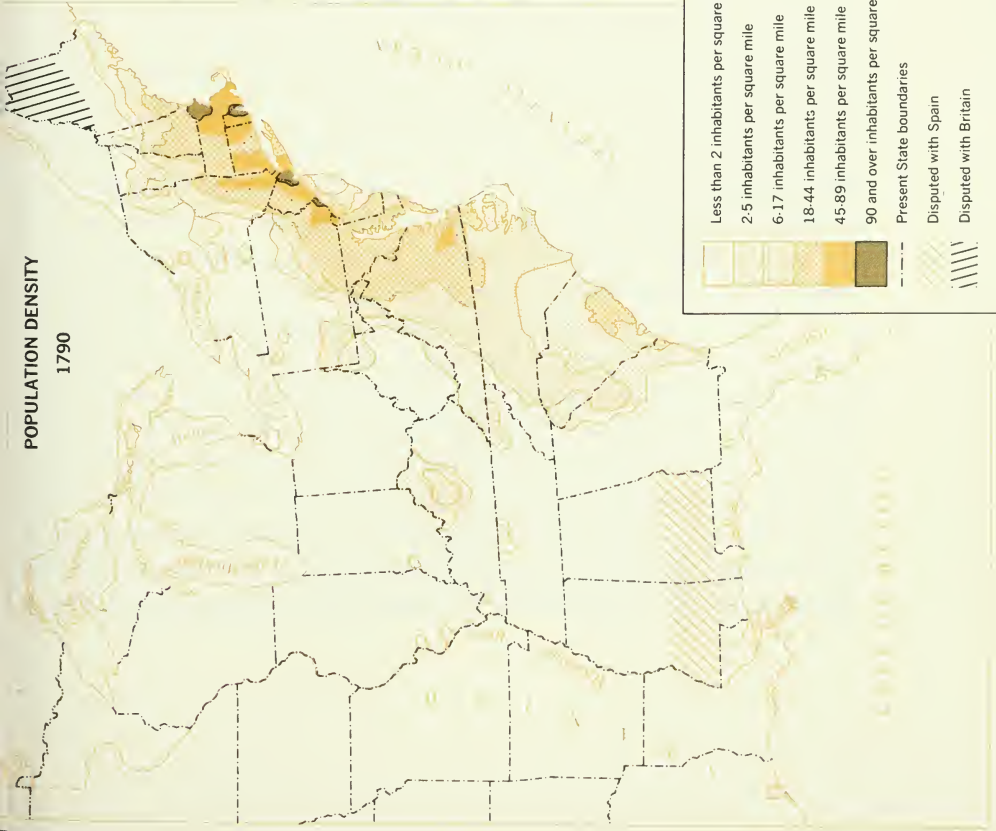 POPULATION DENSITY
1790
Less than 2 inhabitants per square
2-5 inhabitants per square mile
6-17 inhabitants per square mile
18-44 inhabitants per square mile
45-89 inhabitants per square mile
90 and over inhabitants per square
Present State boundaries
Disputed with Spain
Disputed with Britain